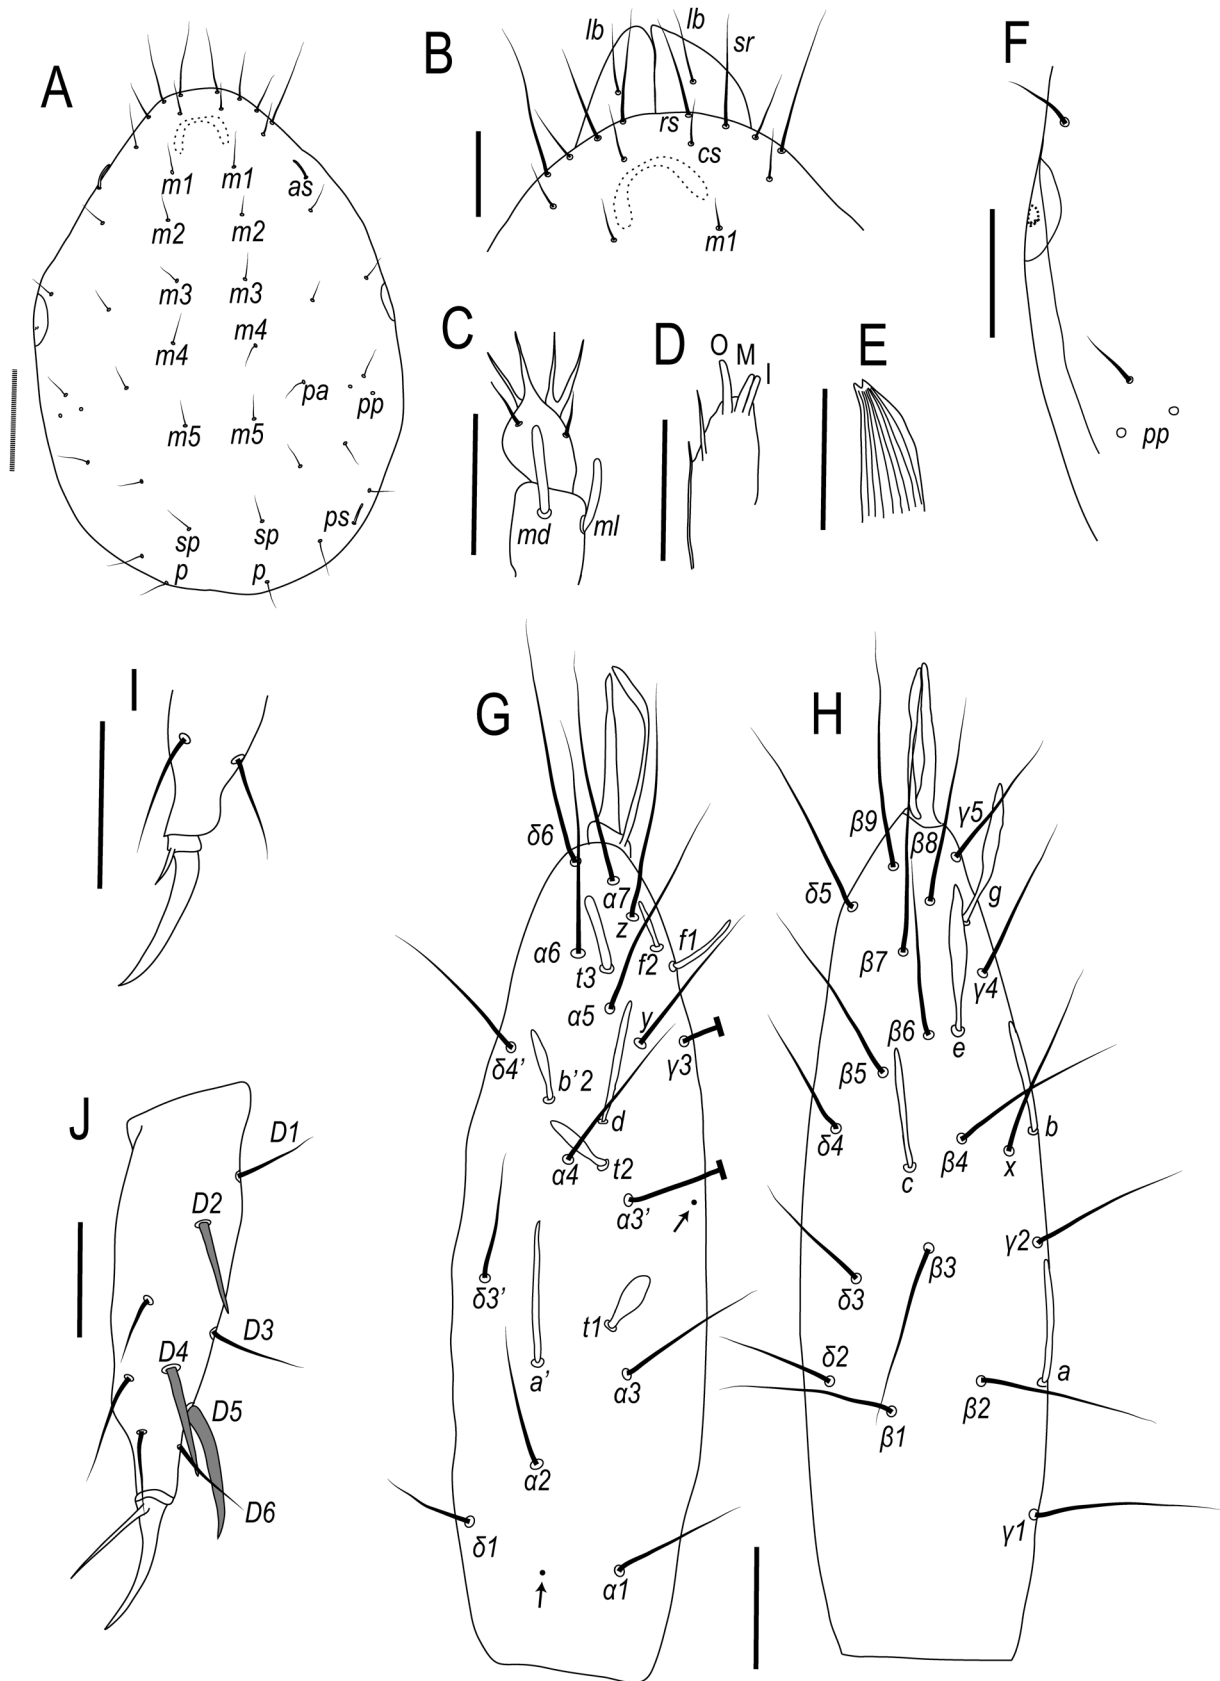 A
m1 m1 as
m2 m2
m3 m3
m4 m4
pa pp
m5 m5
ps
sp sp
p p
B
lb lb sr
rs
cs
m1
C
md ml
D
O M I
E
F
pp
G
δ6
α7
z
α6 t3 f2 f1
α5 y
δ4’ b’2 d γ3
α4 t2
α3’
δ3’ t1
a’ α3
α2
δ1
α1
H
β9 β8 γ5
δ5 g
β7 γ4
β6 e
β5
δ4 c β4 x b
β3 γ2
δ3
δ2 a
β1 β2
γ1
I
J
D1
D2
D3
D4
D5
D6